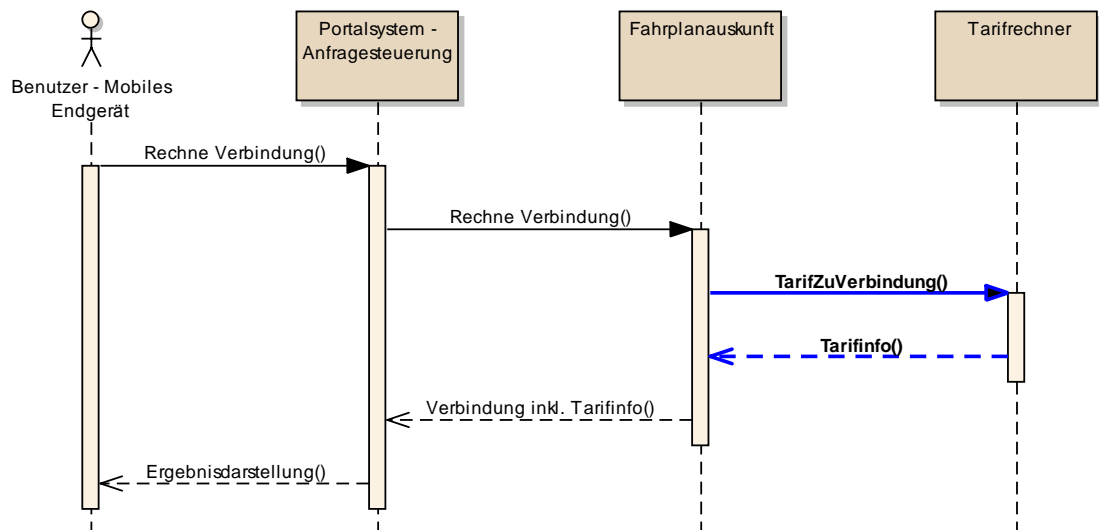 Portalsystem -
Anfragesteuerung
Fahrplanauskunft
Tarifrechner
Benutzer - Mobiles
Endgerät
Rechne Verbindung()
Rechne Verbindung()
TarifZuVerbindung()
Tarifinfo()
Verbindung inkl. Tarifinfo()
Ergebnisdarstellung()